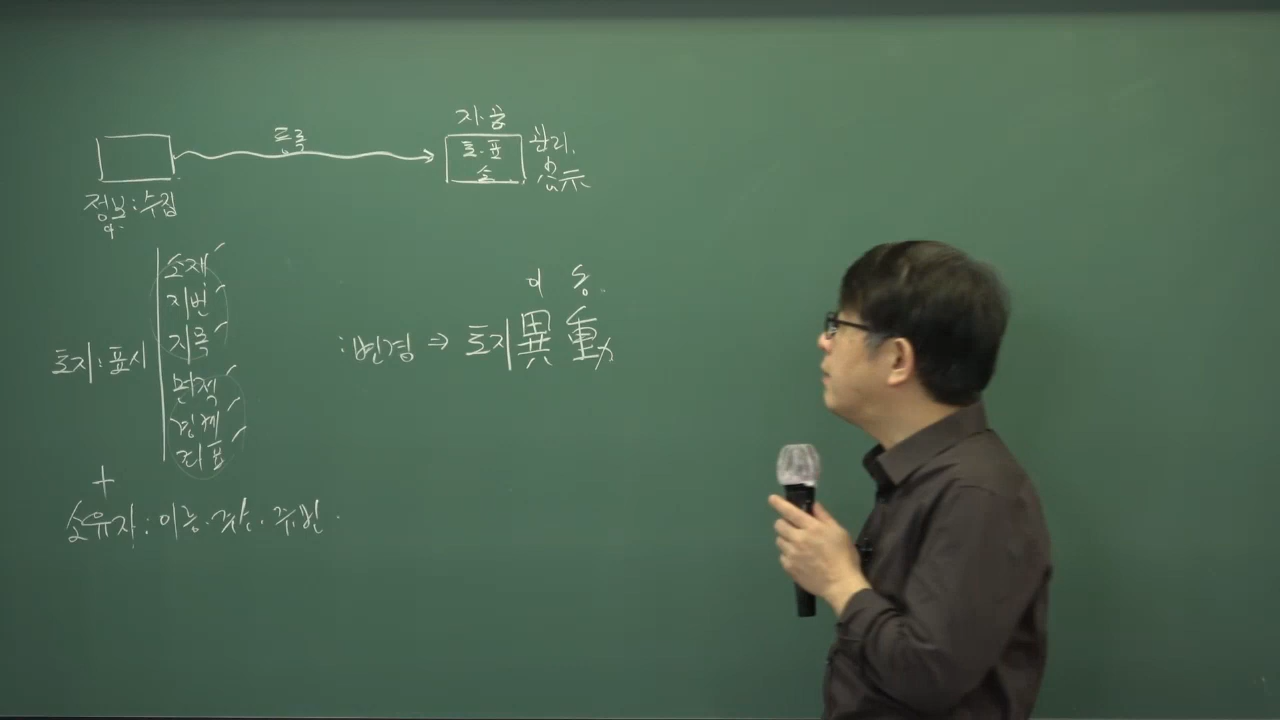 등록
지·공
토·표
소
관리.
公示
정보:수집
소재
지번
지목
토지:표시
면적
경계
좌표
+
소유자:이름·주소·주번.
:변경 ⇒ 토지異動
이 동